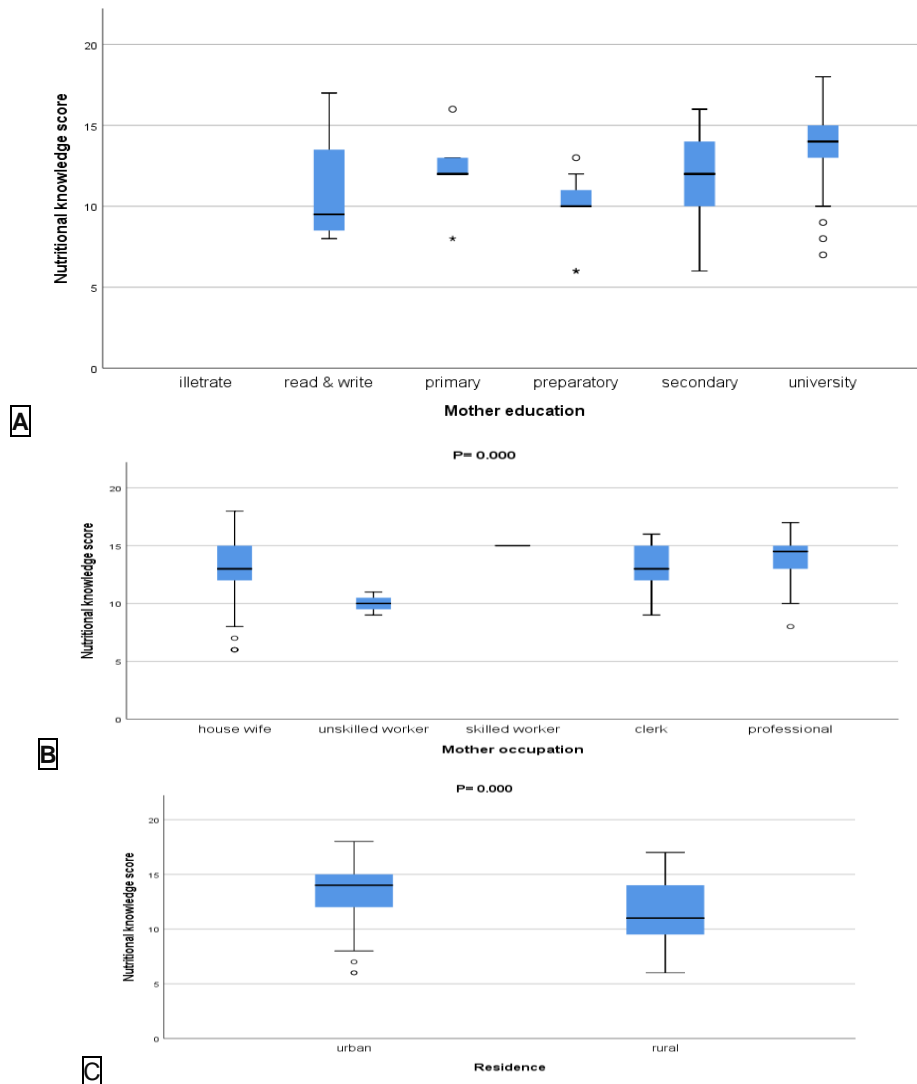 Nutritional knowledge score
20
15
10
5
0
illetrate read & write primary preparatory secondary university
Mother education
A
P= 0.000
Nutritional knowledge score
20
15
10
5
0
house wife unskilled worker skilled worker clerk professional
Mother occupation
B
P= 0.000
Nutritional knowledge score
20
15
10
5
0
urban rural
Residence
C